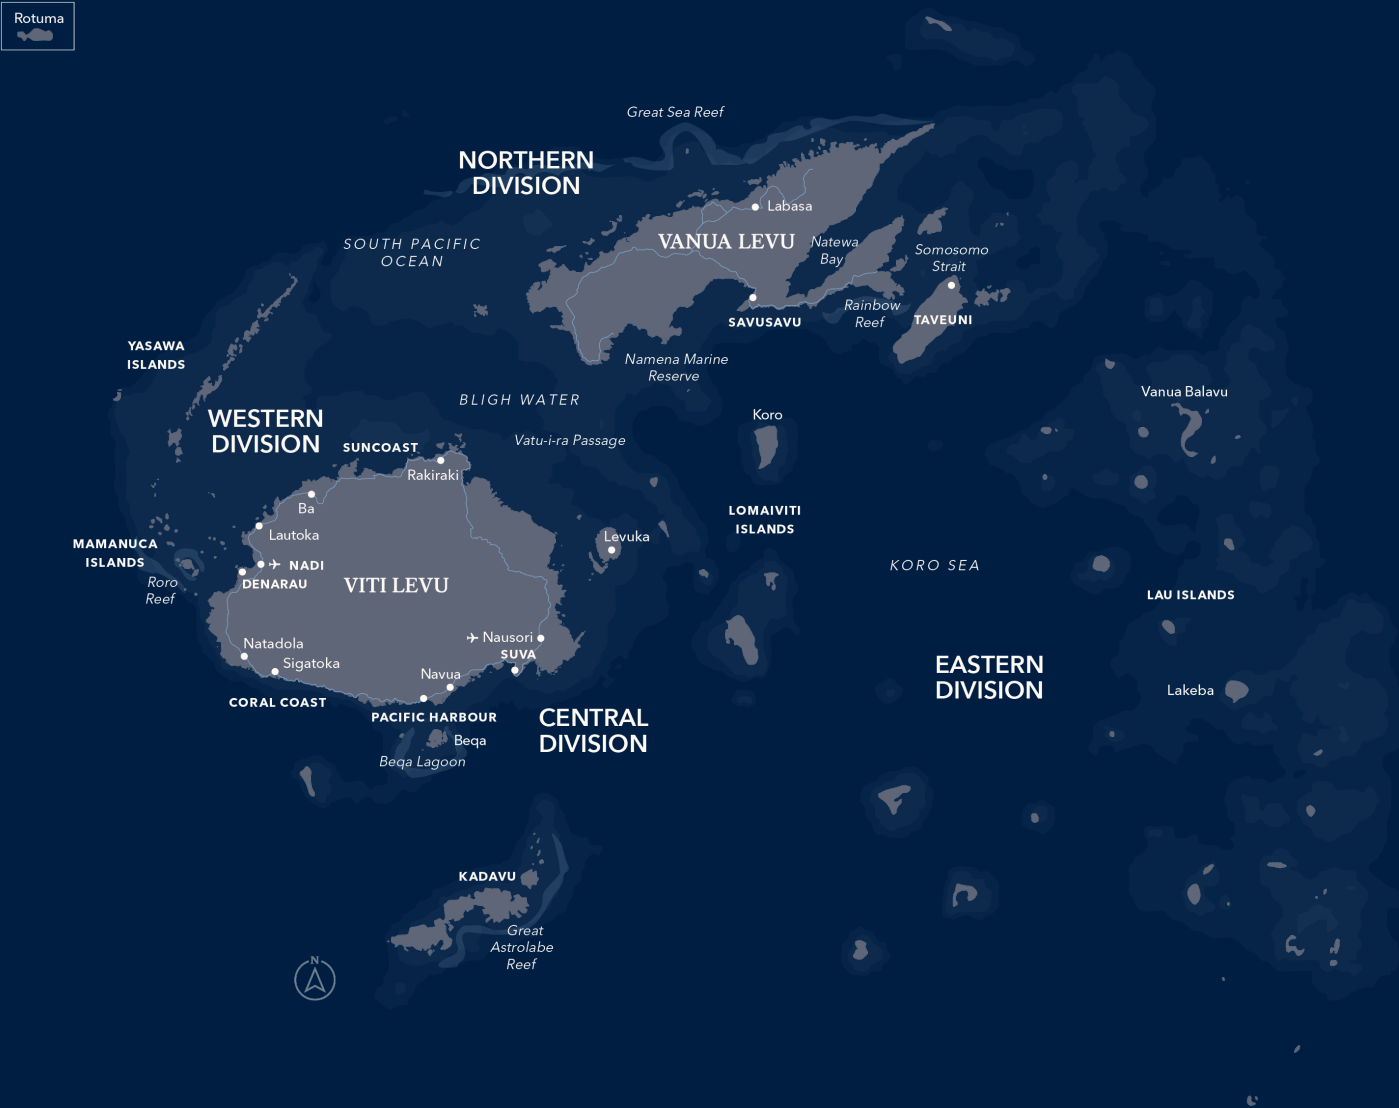 Rotuma
Great Sea Reef
NORTHERN
DIVISION
Labasa
VANUA LEVU
Natewa
Bay
SOUTH PACIFIC
OCEAN
Somosomo
Strait
Rainbow
Reef
TAVEUNI
SAVUSAVU
YASAWA
ISLANDS
Namena Marine
Reserve
Vanua Balavu
BLIGH WATER
Koro
WESTERN
DIVISION
SUNCOAST
Vatu-i-ra Passage
Rakiraki
Ba
LOMAIVITI
ISLANDS
Lautoka
Levuka
MAMANUCA
ISLANDS
NADI
KORO SEA
DENARAU
VITI LEVU
Roro
Reef
LAU ISLANDS
Natadola
Nausori
SUVA
Sigatoka
Navua
EASTERN
DIVISION
Lakeba
CORAL COAST
PACIFIC HARBOUR
CENTRAL
DIVISION
Beqa
Beqa Lagoon
KADAVU
Great
Astrolabe
Reef
N